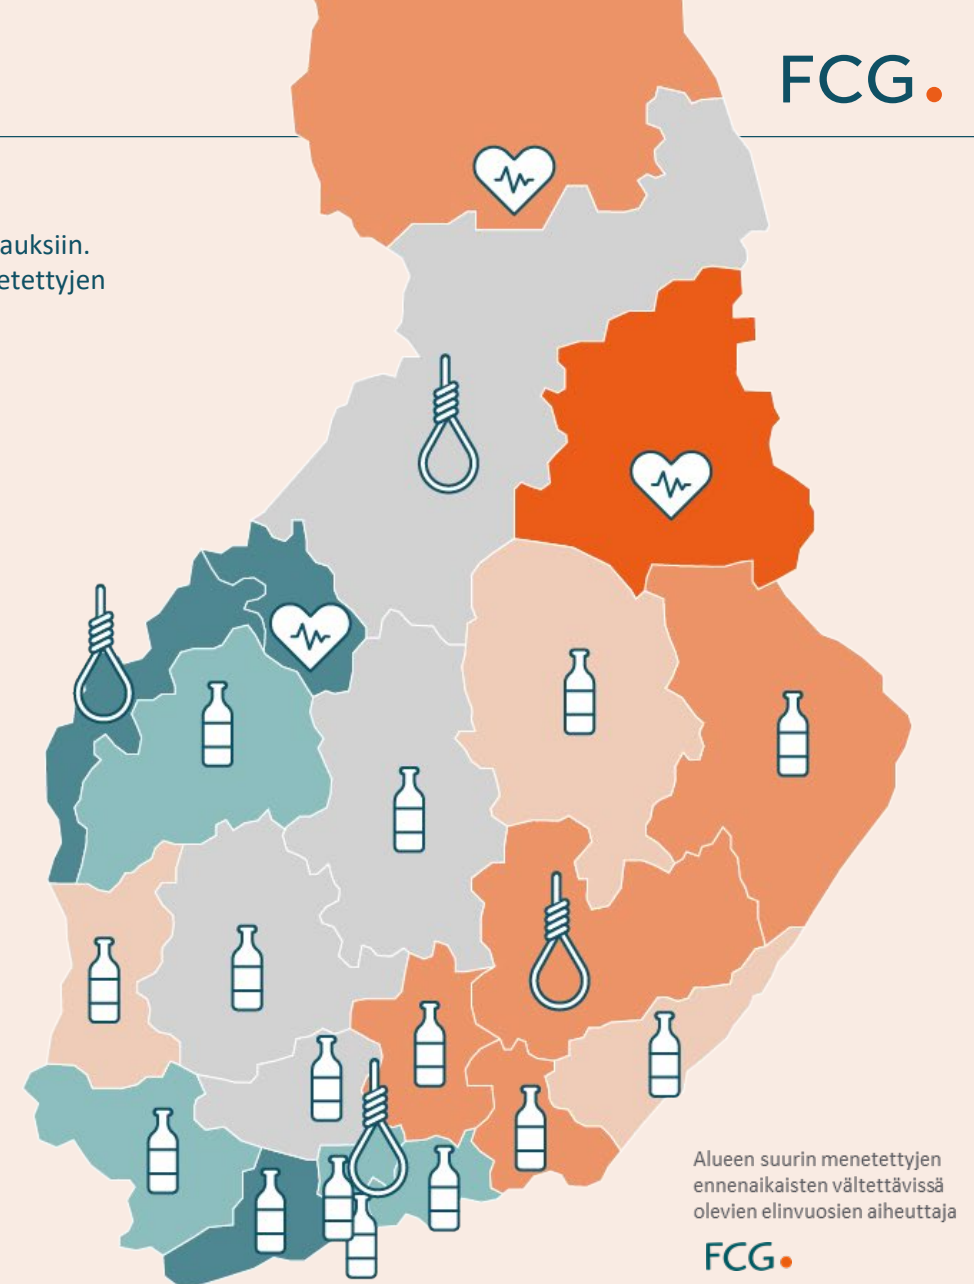 FCG.
auksiin.
etettyjen
Alueen suurin menetettyjen
ennenaikaisten vältettävissä
olevien elinvuosien aiheuttaja
FCG.